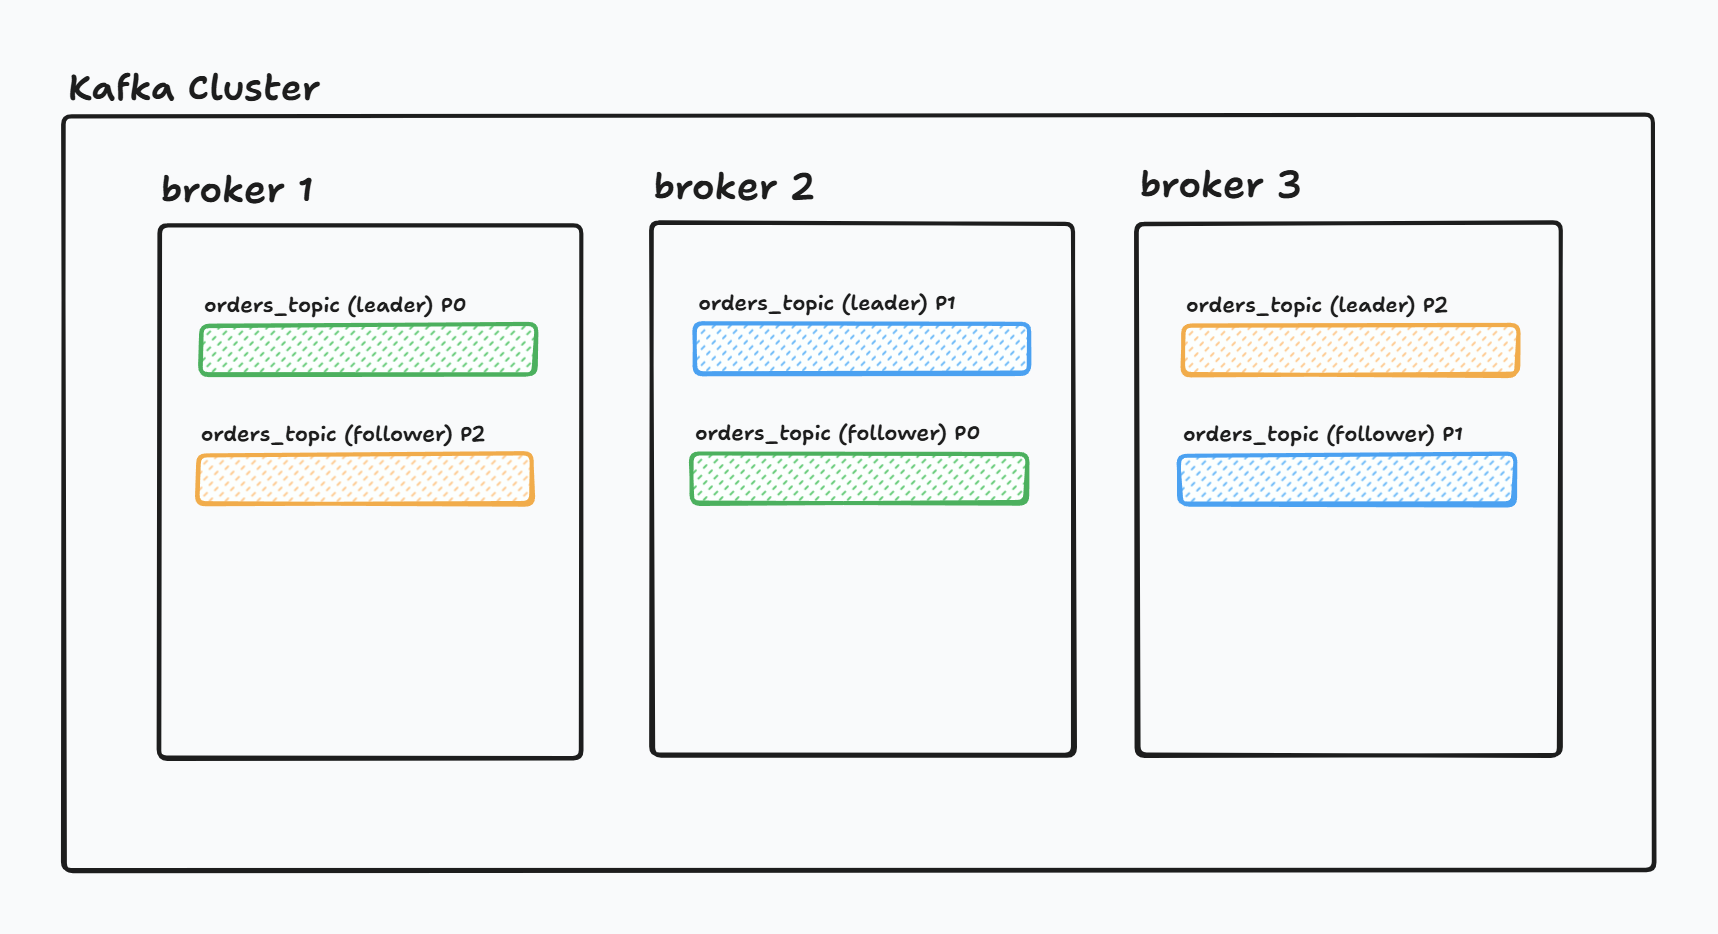 Kafka Cluster
broker 1
orders_topic (leader) P0
orders_topic (follower) P2
broker 2
orders_topic (leader) P1
orders_topic (follower) P0
broker 3
orders_topic (leader) P2
orders_topic (follower) P1